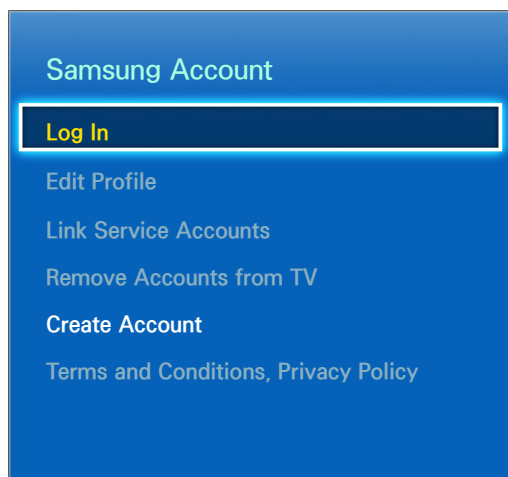 Samsung Account
Log In
Edit Profile
Link Service Accounts
Remove Accounts from TV
Create Account
Terms and Conditions, Privacy Policy